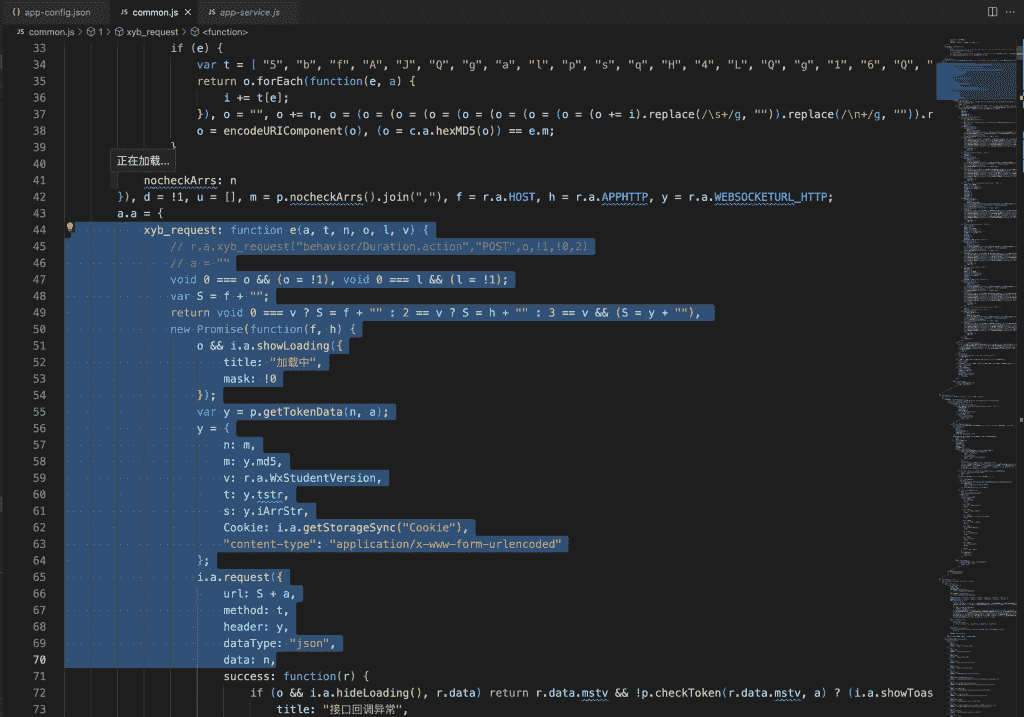 {} app-config.json JS common.js × JS app-service.js ···
JS common.js > 1 > xyb_request > <function>
33 if (e) {
34 var t = [ "5", "b", "f", "A", "J", "Q", "g", "a", "l", "p", "s", "q", "H", "4", "L", "Q", "g", "1", "6", "Q", "
35 return o.forEach(function(e, a) {
36 i += t[e];
37 }), o = "", o += n, o = (o = (o = (o = (o = (o = (o = (o += i).replace(/\s+/g, "")).replace(/\n+/g, "")).r
38 o = encodeURIComponent(o), (o = c.a.hexMD5(o)) == e.m;
39 }
40 正在加载...
41 nocheckArrs: n
42 }), d = !1, u = [], m = p.nocheckArrs().join(","), f = r.a.HOST, h = r.a.APPHTTP, y = r.a.WEBSOCKETURL_HTTP;
43 a.a = {
44 xyb_request: function e(a, t, n, o, l, v) {
45 // r.a.xyb_request("behavior/Duration.action","POST",o,!1,!0,2)
46 // a = ""
47 void 0 === o && (o = !1), void 0 === l && (l = !1);
48 var S = f + "";
49 return void 0 === v ? S = f + "" : 2 == v ? S = h + "" : 3 == v && (S = y + ""),
50 new Promise(function(f, h) {
51 o && i.a.showLoading({
52 title: "加载中",
53 mask: !0
54 });
55 var y = p.getTokenData(n, a);
56 y = {
57 n: m,
58 m: y.md5,
59 v: r.a.WxStudentVersion,
60 t: y.tstr,
61 s: y.iArrStr,
62 Cookie: i.a.getStorageSync("Cookie"),
63 "content-type": "application/x-www-form-urlencoded"
64 };
65 i.a.request({
66 url: S + a,
67 method: t,
68 header: y,
69 dataType: "json",
70 data: n,
71 success: function(r) {
72 if (o && i.a.hideLoading(), r.data) return r.data.mstv && !p.checkToken(r.data.mstv, a) ? (i.a.showToas
73 title: "接口回调异常",